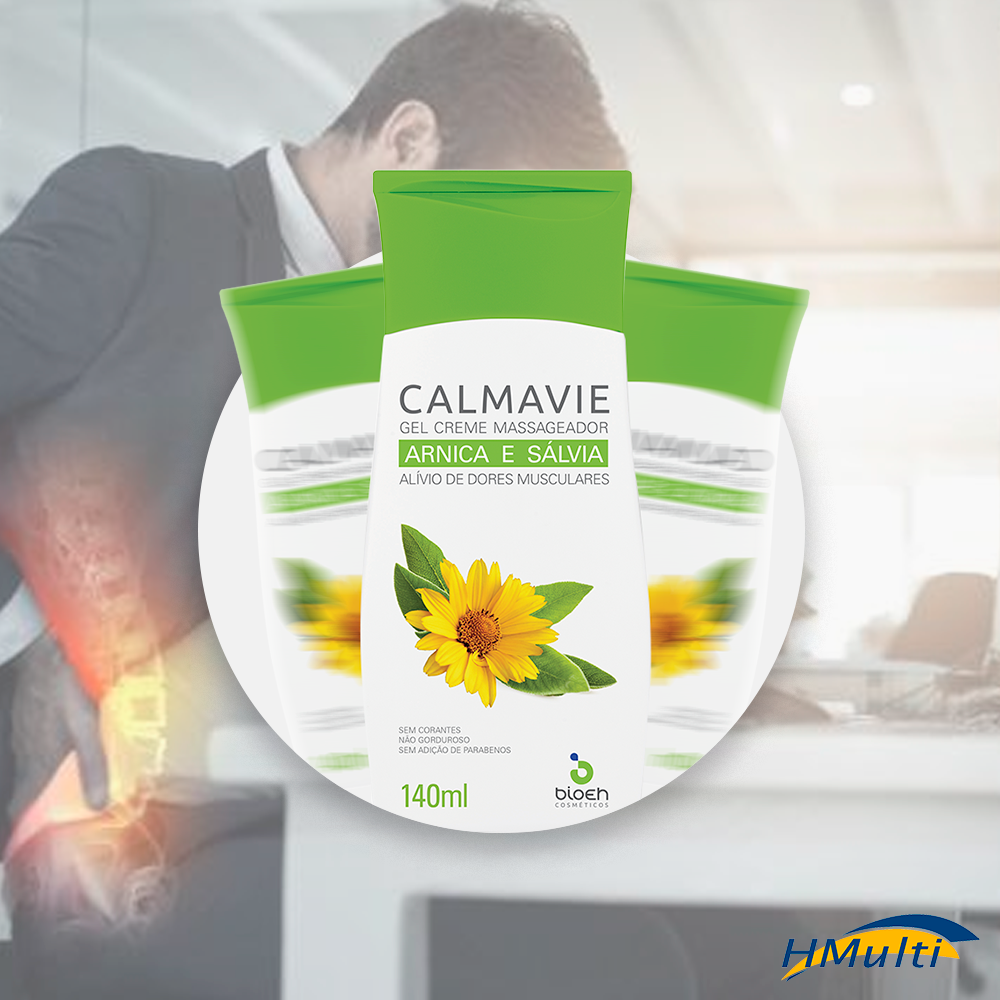 CALMAVIE
GEL CREME MASSAGEADOR
ARNICA E SÁLVIA
ALÍVIO DE DORES MUSCULARES
SEM CORANTES
NÃO GORDUROSO
SEM ADIÇÃO DE PARABENOS
140ml
bioEh
COSMÉTICOS
HMulti